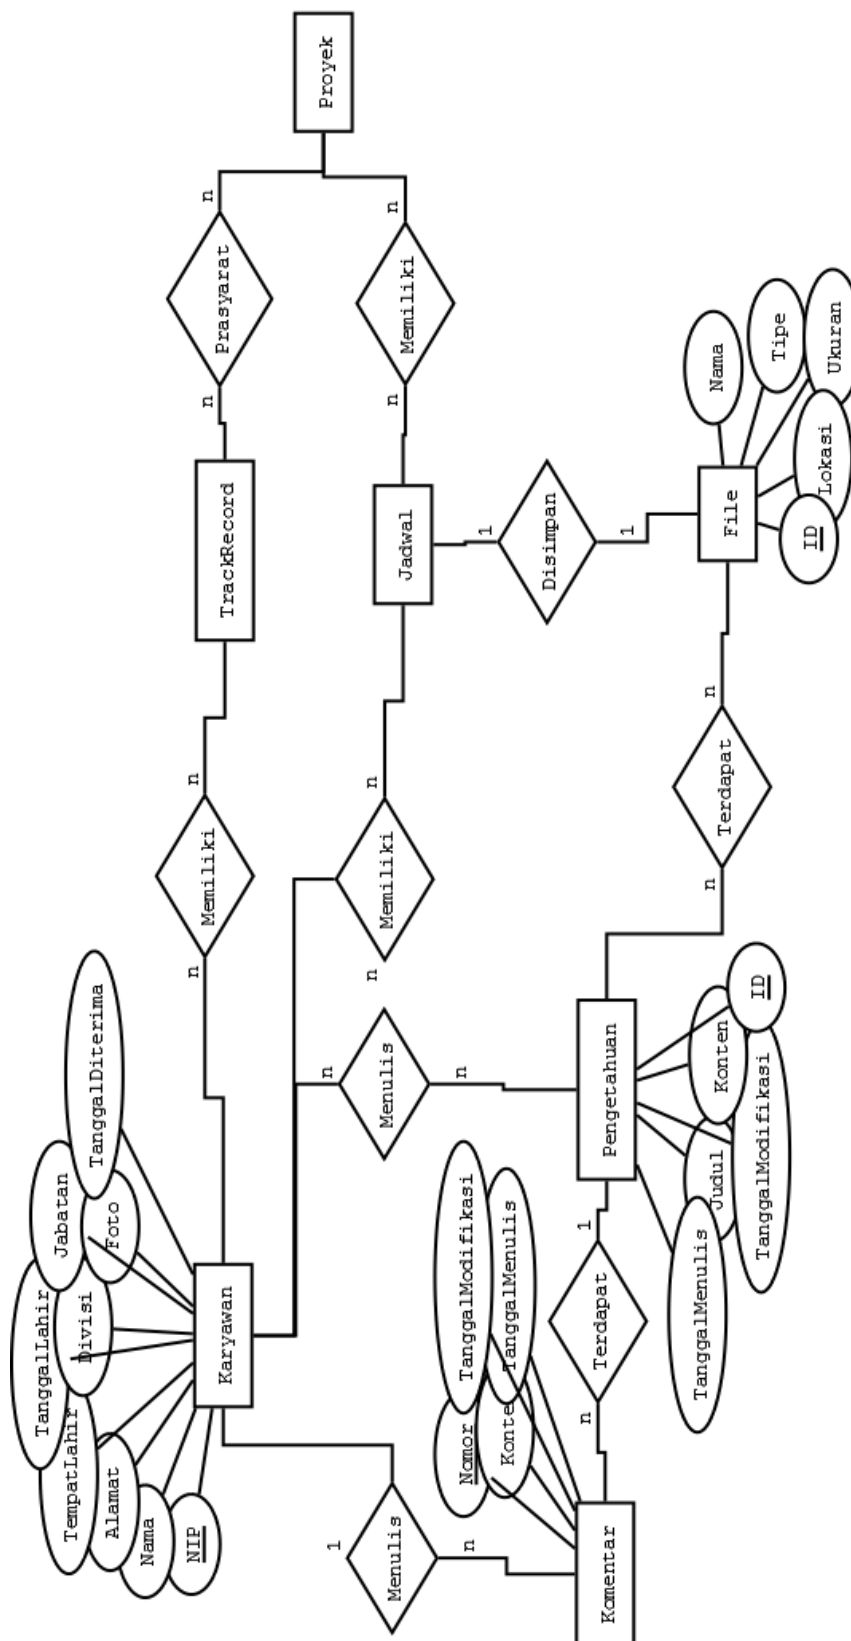 TanggalLahir
TempatLahir
Jabatan
Divisi
TanggalDiterima
Alamat
Foto
Nama
NIP
Karyawan
n
Memiliki
n
TrackRecord
n
Prasyarat
n
Proyek
1
Menulis
n
n
Menulis
n
n
Memiliki
n
Jadwal
n
Memiliki
n
Nomor
TanggalModifikasi
Konte
TanggalMenulis
1
Disimpan
1
Komentar
n
Terdapat
1
Pengetahuan
TanggalMenulis
Judul
Konten
TanggalModifikasi
ID
n
Terdapat
n
File
Nama
Tipe
ID
Lokasi
Ukuran